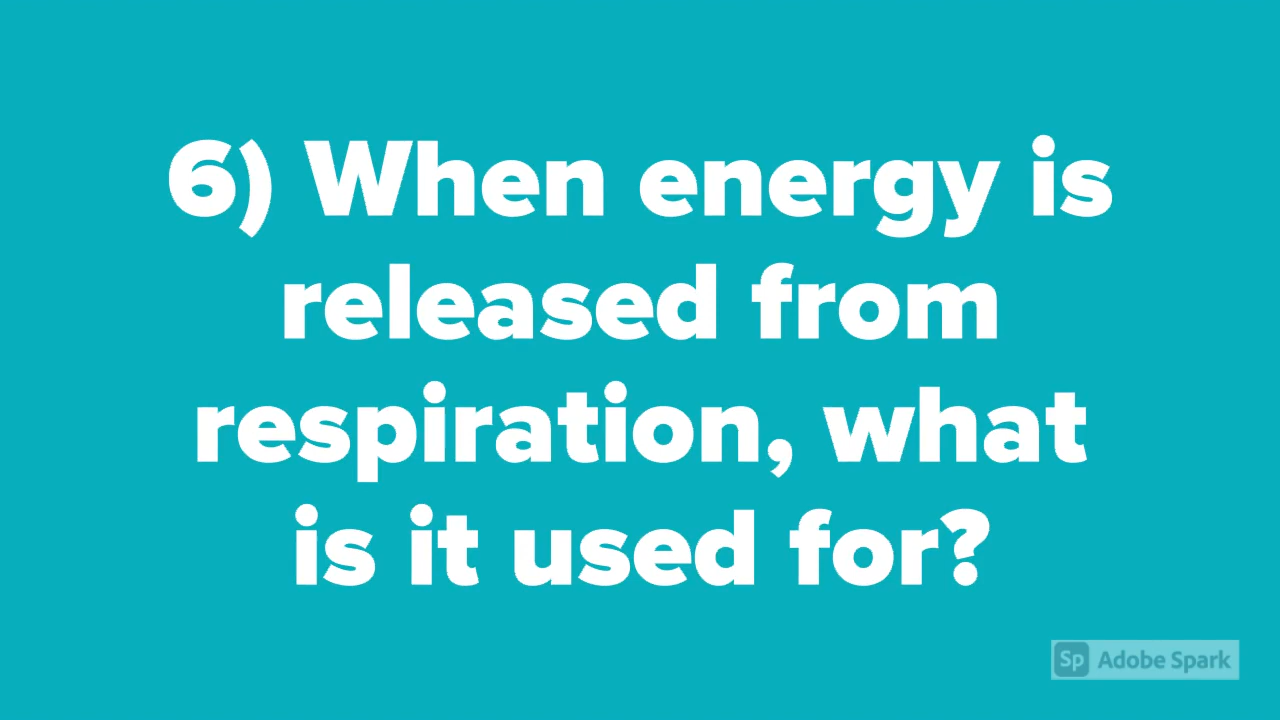 6) When energy is
released from
respiration, what
is it used for?
Sp Adobe Spark